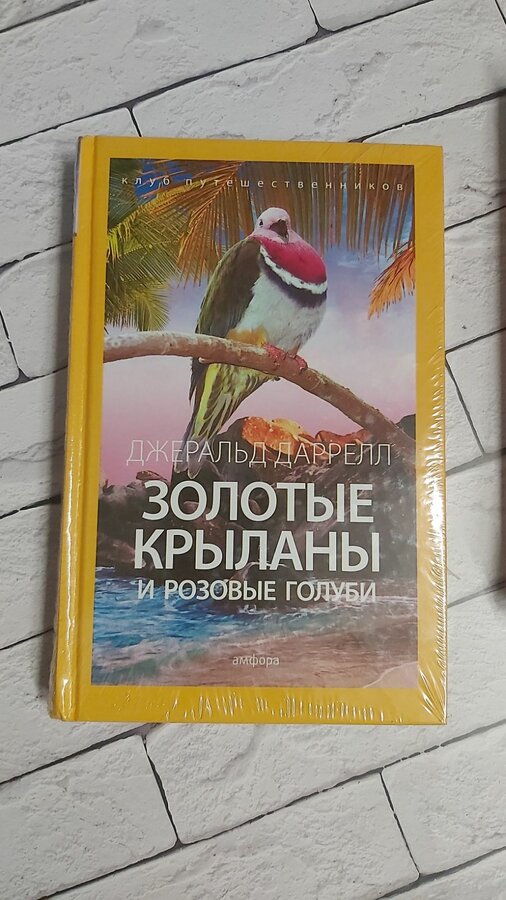 клуб путешественников
ДЖЕРАЛЬД ДАРРЕЛЛ
ЗОЛОТЫЕ
КРЫЛАНЫ
И РОЗОВЫЕ ГОЛУБИ
амфора